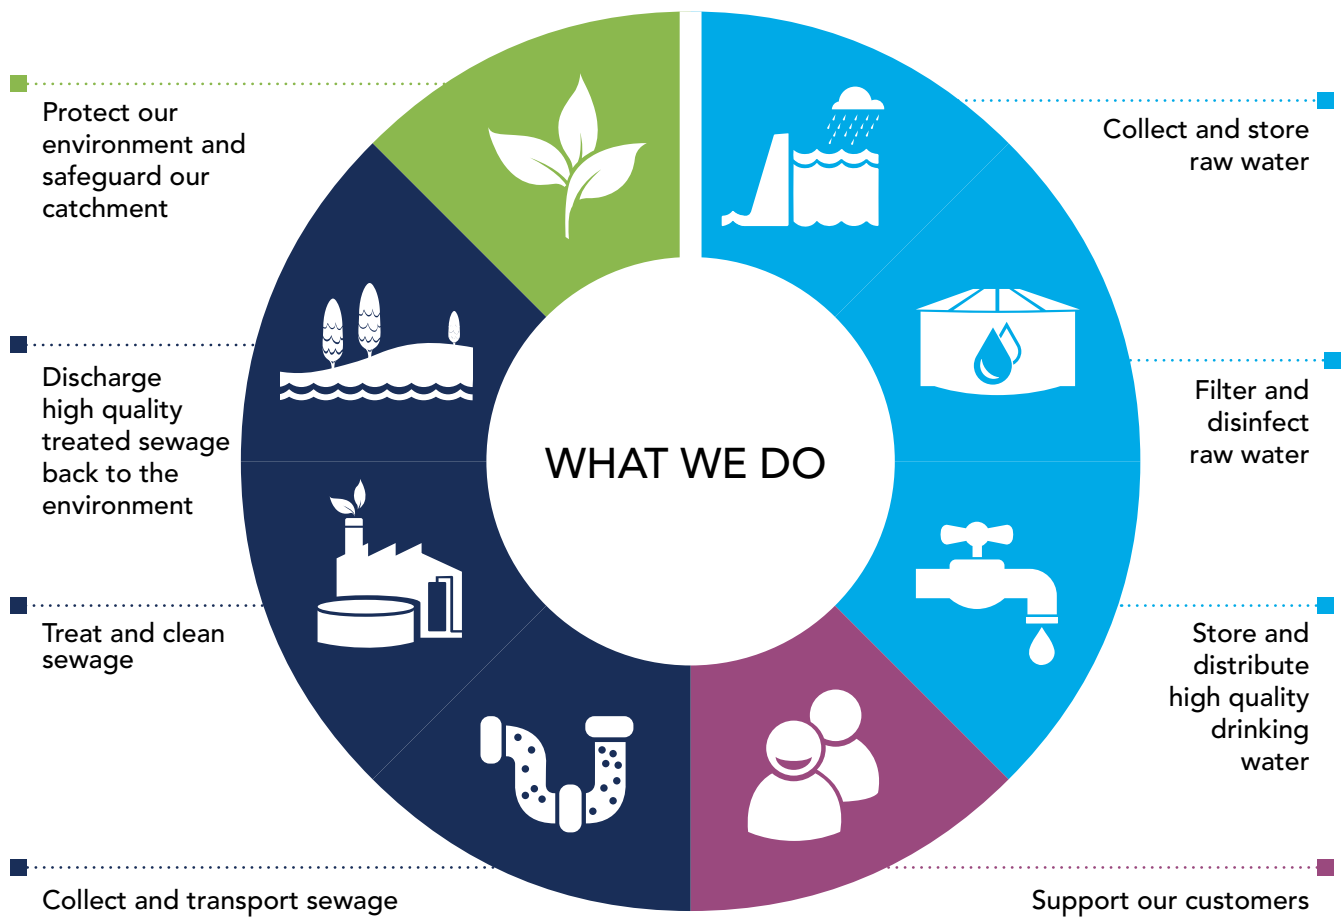 Protect our
environment and
safeguard our
catchment
Discharge
high quality
treated sewage
back to the
environment
Treat and clean
sewage
Collect and transport sewage
WHAT WE DO
Collect and store
raw water
Filter and
disinfect
raw water
Store and
distribute
high quality
drinking
water
Support our customers